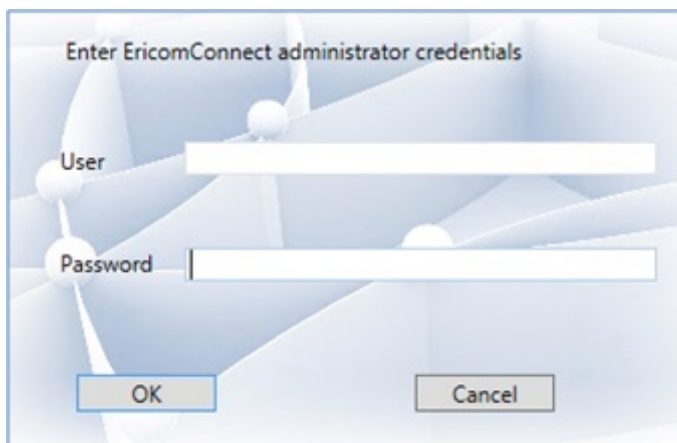 Enter EricomConnect administrator credentials
User
Password
OK
Cancel